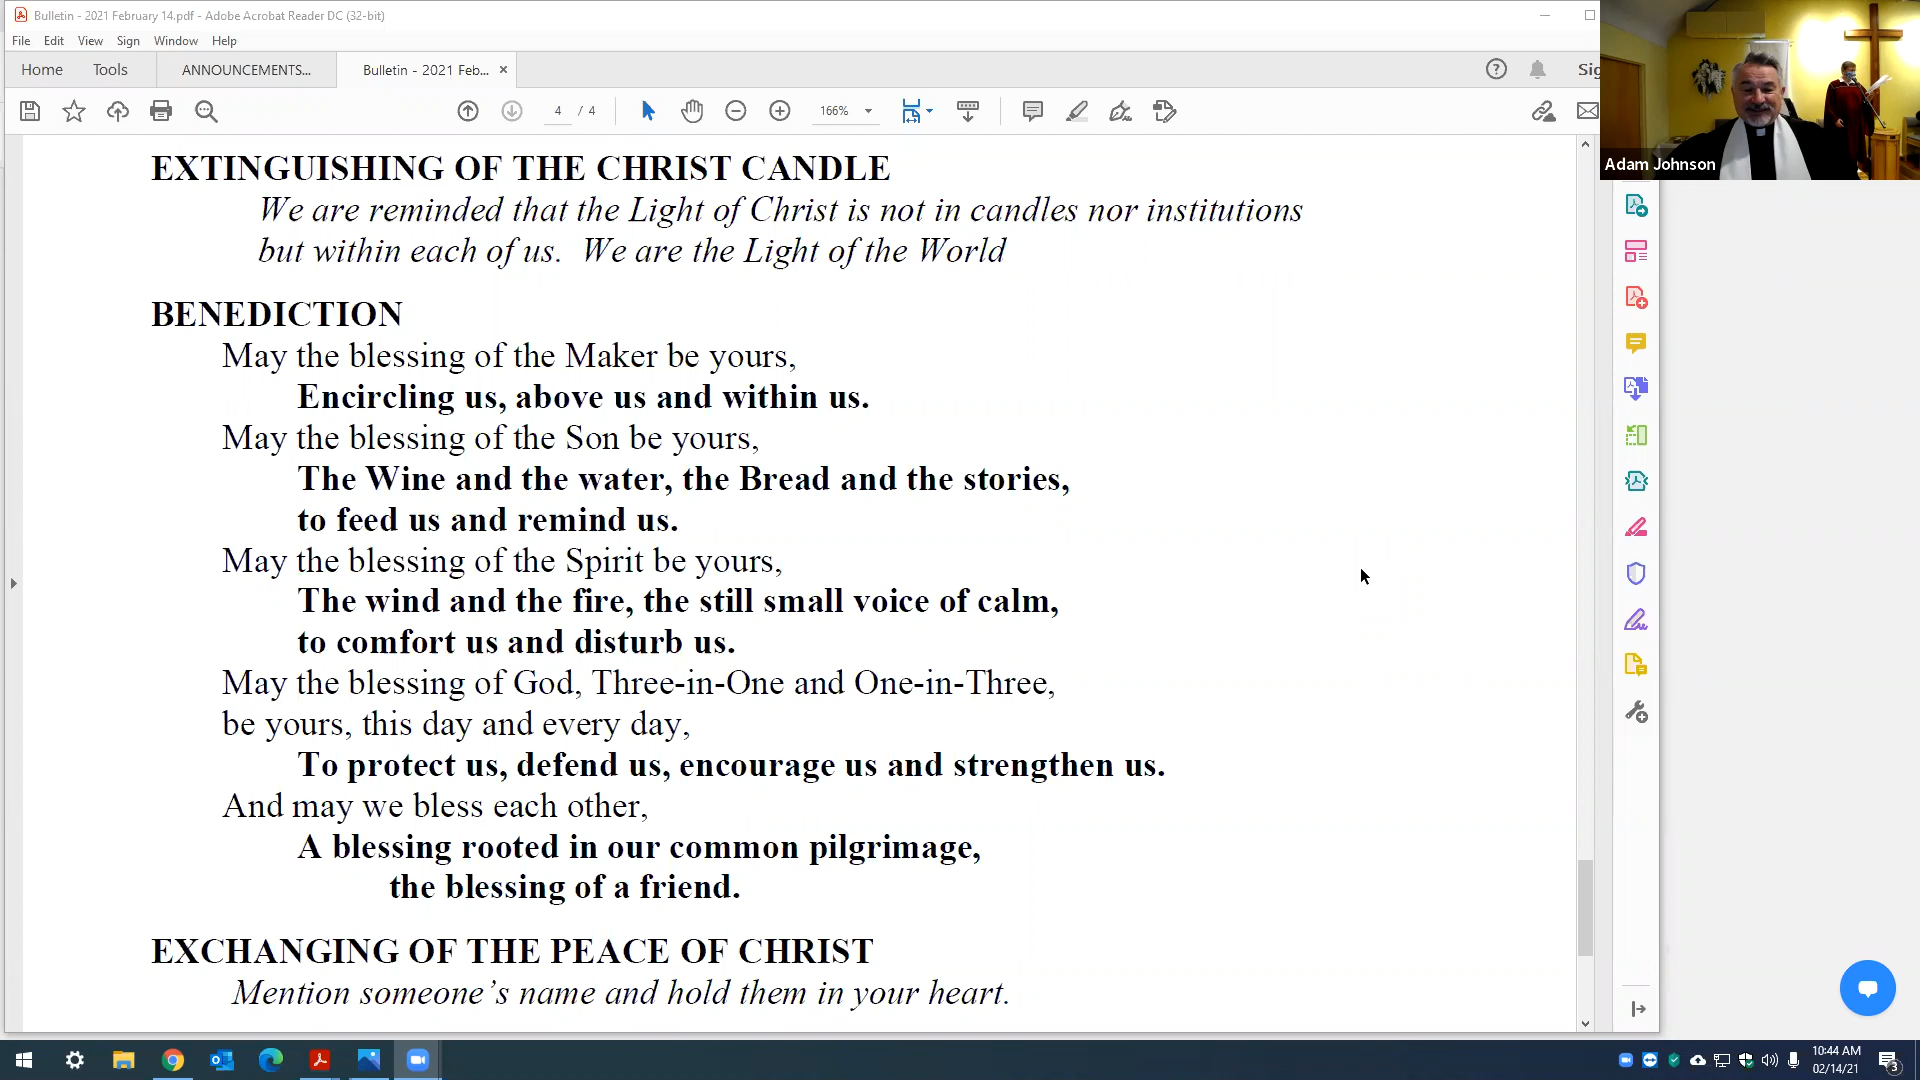 Bulletin - 2021 February 14.pdf - Adobe Acrobat Reader DC (32-bit)
File Edit View Sign Window Help
Home Tools ANNOUNCEMENTS... Bulletin - 2021 Feb... ×
4 / 4 166%
Adam Johnson
EXTINGUISHING OF THE CHRIST CANDLE
We are reminded that the Light of Christ is not in candles nor institutions
but within each of us. We are the Light of the World
BENEDICTION
May the blessing of the Maker be yours,
Encircling us, above us and within us.
May the blessing of the Son be yours,
The Wine and the water, the Bread and the stories,
to feed us and remind us.
May the blessing of the Spirit be yours,
The wind and the fire, the still small voice of calm,
to comfort us and disturb us.
May the blessing of God, Three-in-One and One-in-Three,
be yours, this day and every day,
To protect us, defend us, encourage us and strengthen us.
And may we bless each other,
A blessing rooted in our common pilgrimage,
the blessing of a friend.
EXCHANGING OF THE PEACE OF CHRIST
Mention someone’s name and hold them in your heart.
10:44 AM
02/14/21
3